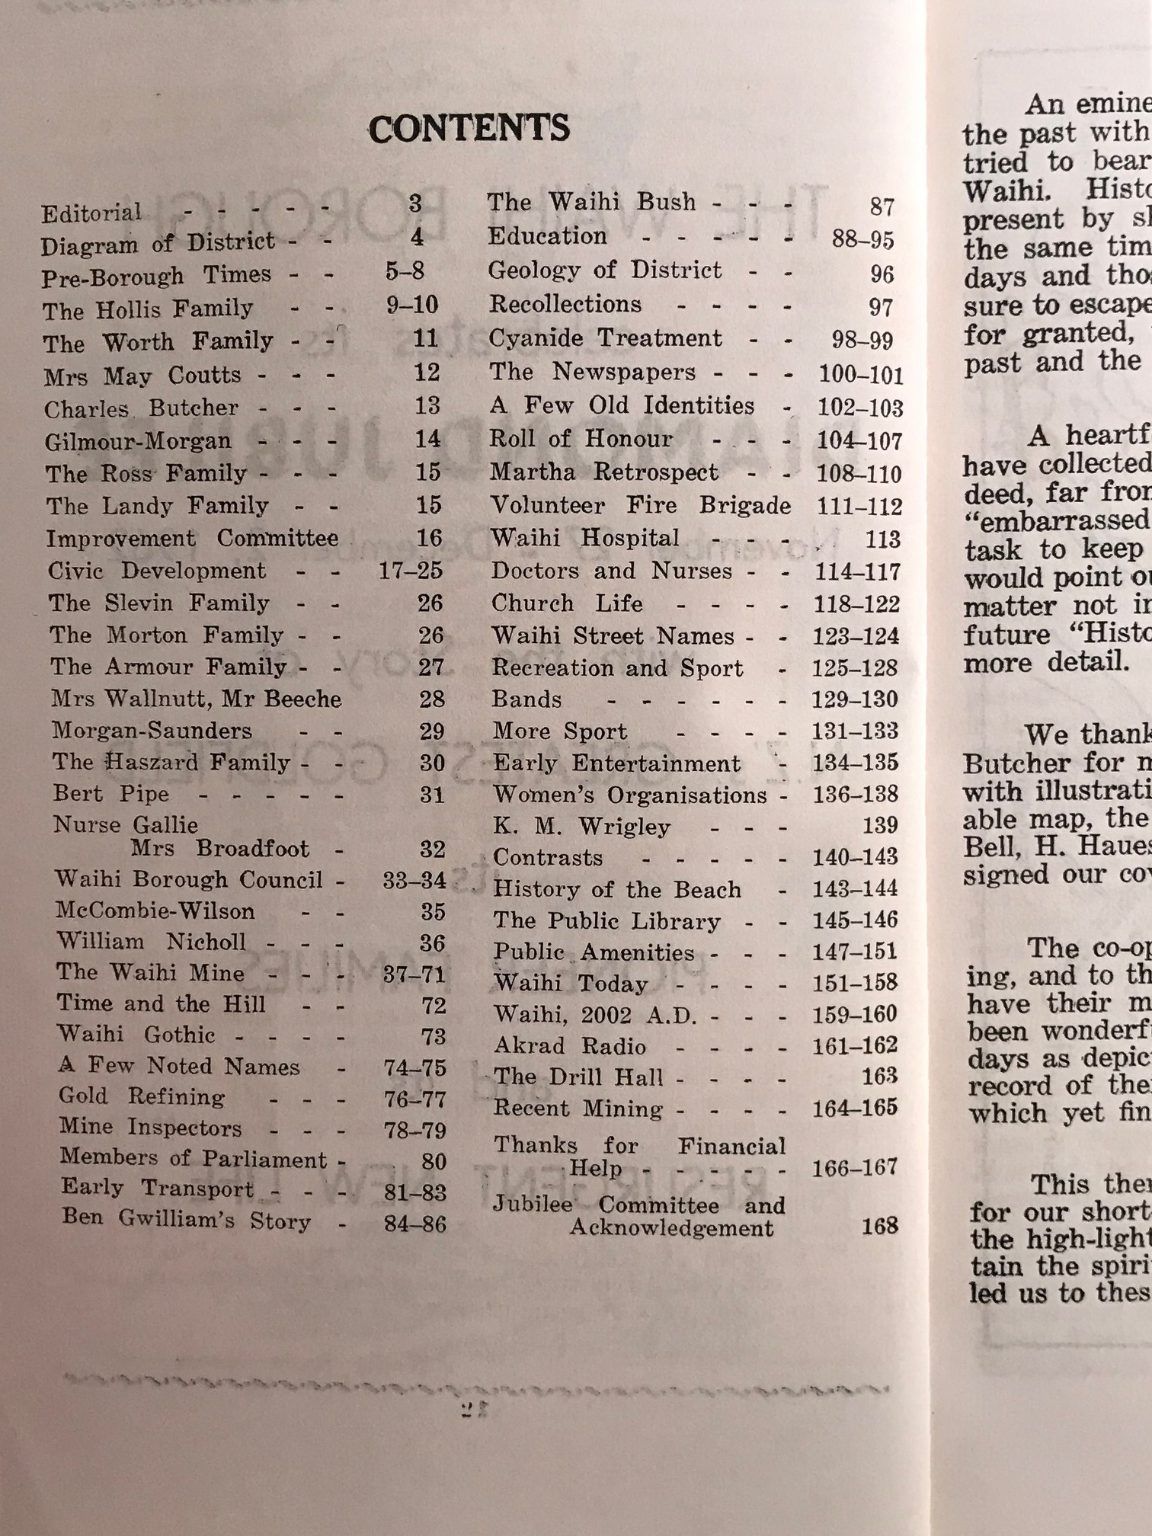 CONTENTS
Editorial - - - - - 3
Diagram of District - - 4
Pre-Borough Times - - 5–8
The Hollis Family - - 9–10
The Worth Family - - 11
Mrs May Coutts - - - 12
Charles Butcher - - - 13
Gilmour-Morgan - - - 14
The Ross Family - - - 15
The Landy Family - - 15
Improvement Committee 16
Civic Development - - 17–25
The Slevin Family - - 26
The Morton Family - - 26
The Armour Family - - 27
Mrs Wallnutt, Mr Beeche 28
Morgan-Saunders - - 29
The Haszard Family - - 30
Bert Pipe - - - - - 31
Nurse Gallie
Mrs Broadfoot - 32
Waihi Borough Council - 33–34
McCombie-Wilson - - 35
William Nicholl - - - 36
The Waihi Mine - - - 37–71
Time and the Hill - - 72
Waihi Gothic - - - - 73
A Few Noted Names - 74–75
Gold Refining - - - 76–77
Mine Inspectors - - - 78–79
Members of Parliament - 80
Early Transport - - - 81–83
Ben Gwilliam's Story - 84–86
The Waihi Bush - - - 87
Education - - - - - 88–95
Geology of District - - 96
Recollections - - - - 97
Cyanide Treatment - - 98–99
The Newspapers - - - 100–101
A Few Old Identities - 102–103
Roll of Honour - - - 104–107
Martha Retrospect - - 108–110
Volunteer Fire Brigade 111–112
Waihi Hospital - - - . 113
Doctors and Nurses - - 114–117
Church Life - - - - 118–122
Waihi Street Names - - 123–124
Recreation and Sport - 125–128
Bands - - - - - - 129–130
More Sport - - - - 131–133
Early Entertainment - 134–135
Women's Organisations - 136–138
K. M. Wrigley - - - 139
Contrasts - - - - - 140–143
History of the Beach - 143–144
The Public Library - - 145–146
Public Amenities - - - 147–151
Waihi Today - - - - 151–158
Waihi, 2002 A.D. - - - 159–160
Akrad Radio - - - - 161–162
The Drill Hall - - - - 163
Recent Mining - - - - 164–165
Thanks for Financial
Help - - - - - 166–167
Jubilee Committee and
Acknowledgement 168
An emine
the past with
tried to bear
Waihi. Histo
present by sl
the same tim
days and tho
sure to escape
for granted,
past and the
A heartf
have collected
deed, far from
"embarrassed
task to keep
would point ou
matter not in
future "Histo
more detail.
We thank
Butcher for m
with illustrati
able map, the
Bell, H. Haues
signed our cov
The co-op
ing, and to th
have their m
been wonderfu
days as depic
record of the
which yet fin
This then
for our short
the high-light
tain the spiri
led us to thes